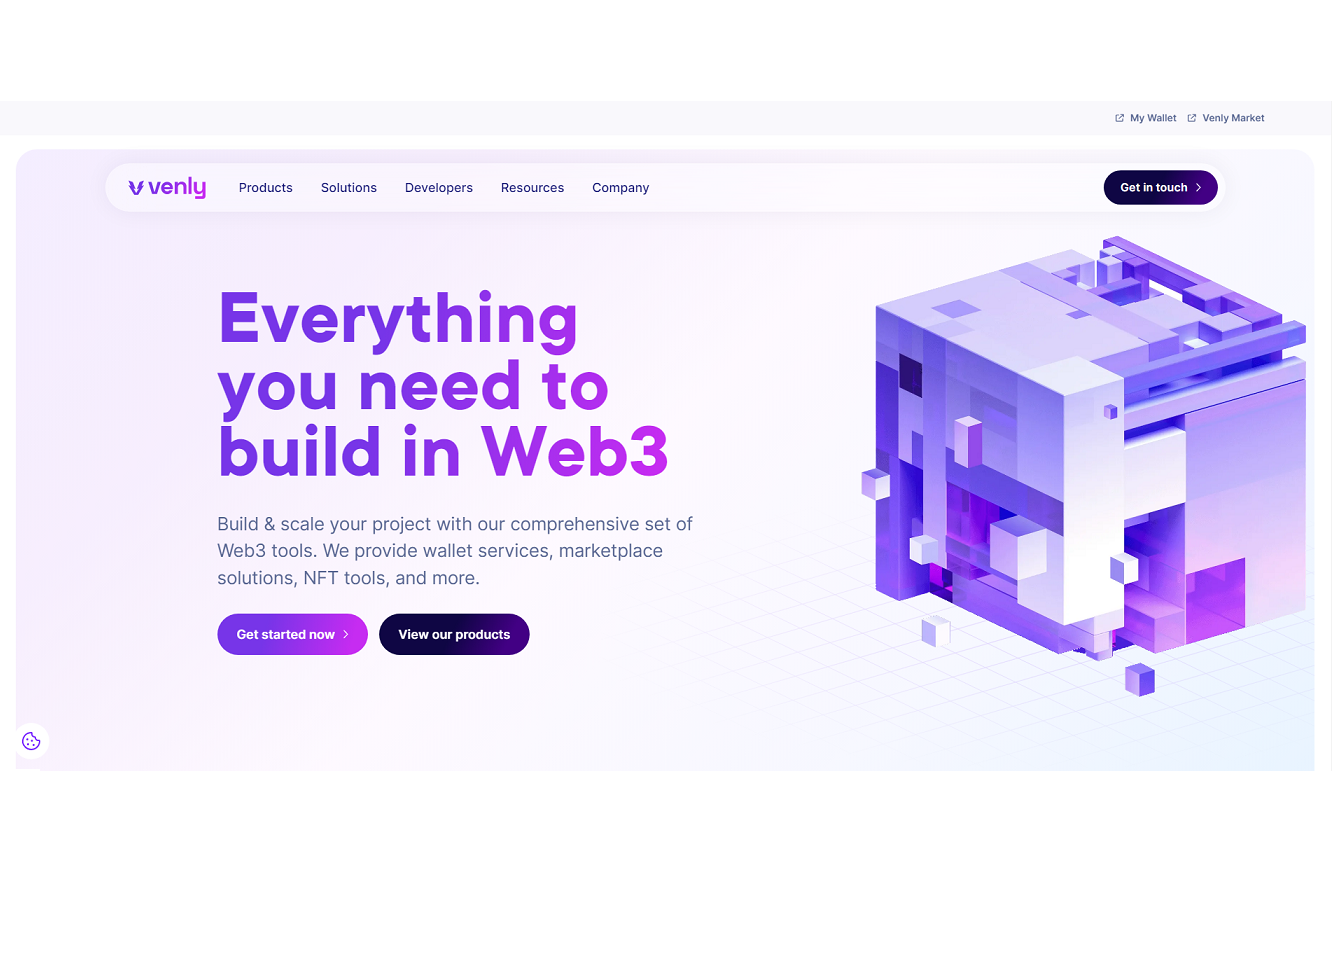 My Wallet Venly Market
venly Products Solutions Developers Resources Company Get in touch
Everything
you need to
build in Web3
Build & scale your project with our comprehensive set of
Web3 tools. We provide wallet services, marketplace
solutions, NFT tools, and more.
Get started now View our products